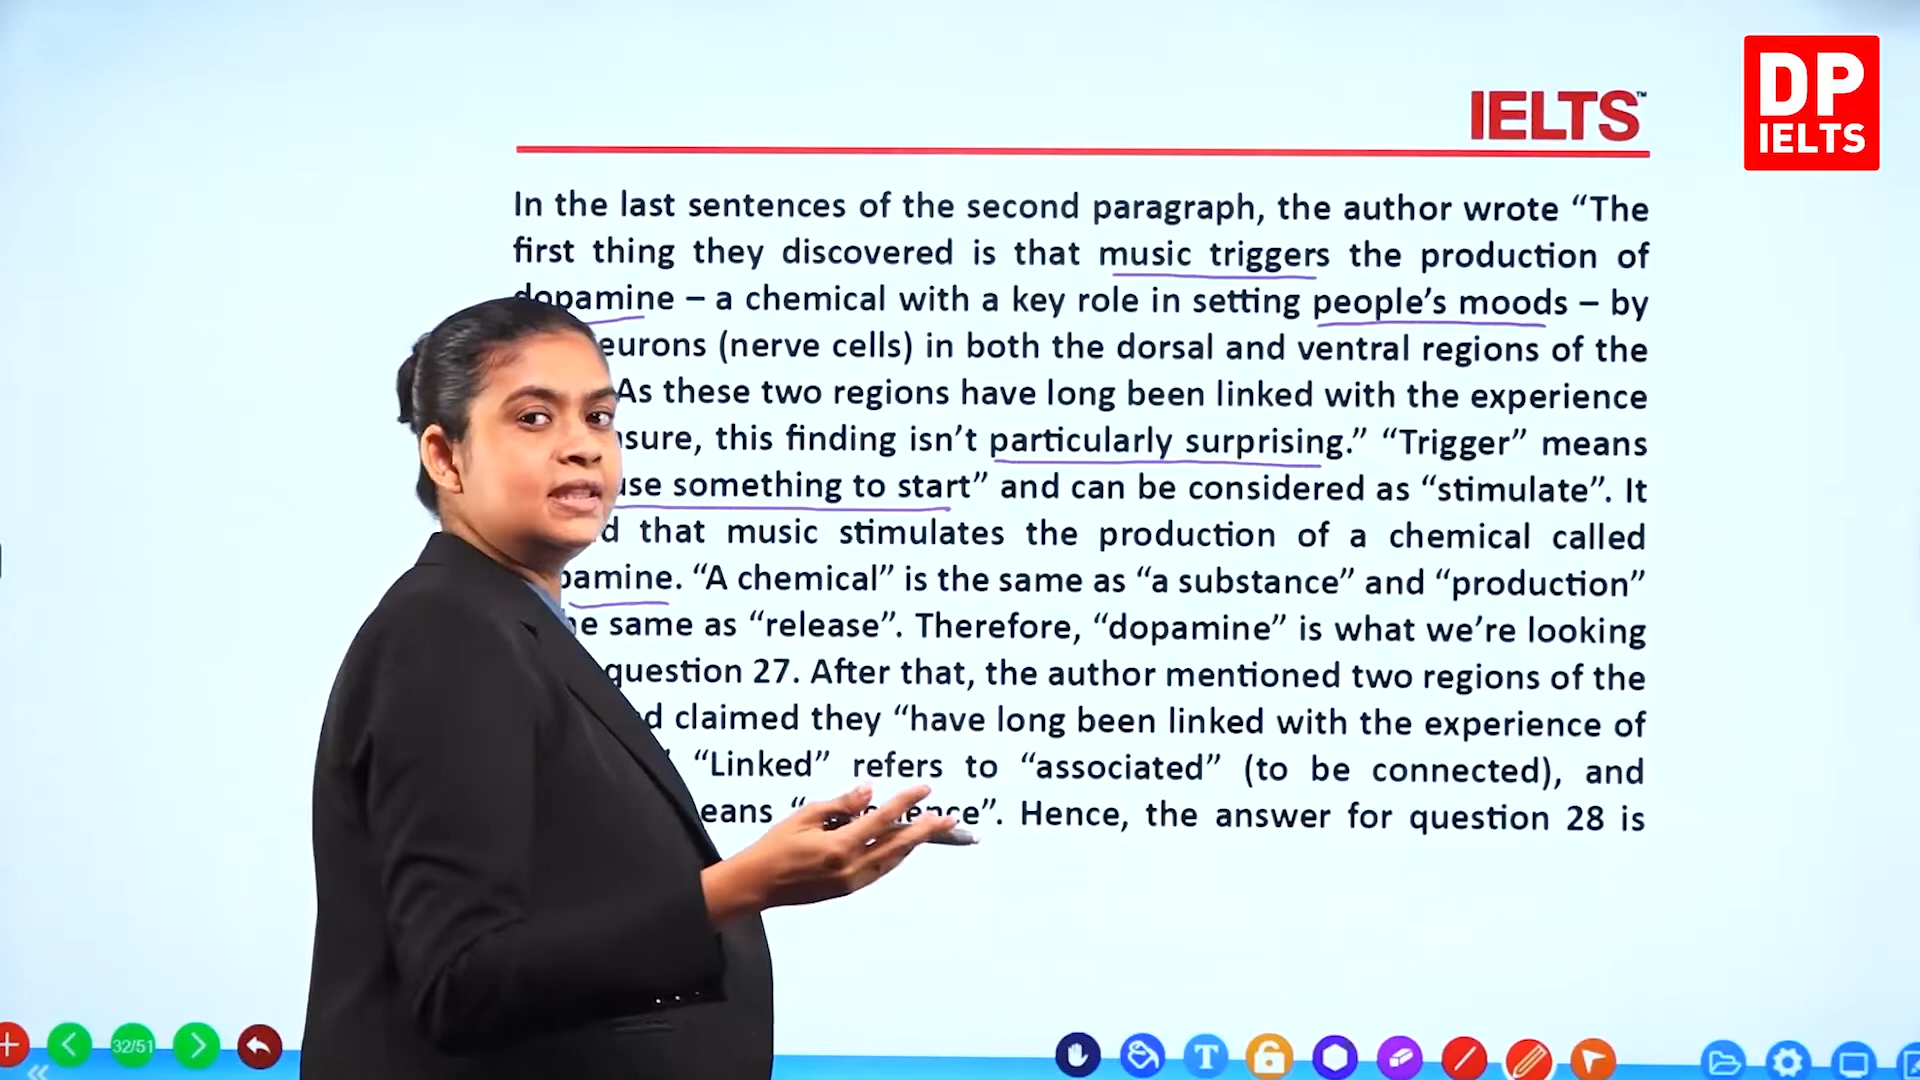 IELTS™
DP
IELTS
In the last sentences of the second paragraph, the author wrote “The
first thing they discovered is that music triggers the production of
dopamine – a chemical with a key role in setting people’s moods – by
eurons (nerve cells) in both the dorsal and ventral regions of the
As these two regions have long been linked with the experience
sure, this finding isn’t particularly surprising.” “Trigger” means
use something to start” and can be considered as “stimulate”. It
d that music stimulates the production of a chemical called
pamine. “A chemical” is the same as “a substance” and “production”
he same as “release”. Therefore, “dopamine” is what we’re looking
question 27. After that, the author mentioned two regions of the
d claimed they “have long been linked with the experience of
“Linked” refers to “associated” (to be connected), and
eans “ ence”. Hence, the answer for question 28 is
32/51
T